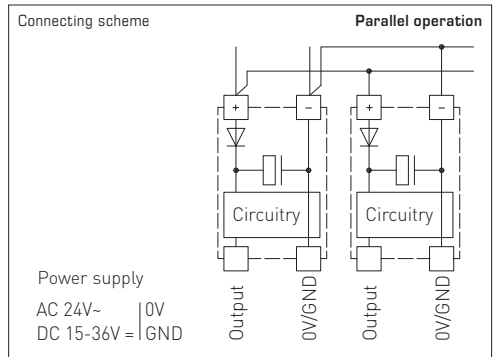 Connecting scheme
Parallel operation
+ − + −
Circuitry Circuitry
Output 0V/GND Output 0V/GND
Power supply
AC 24V~ 0V
DC 15-36V = GND